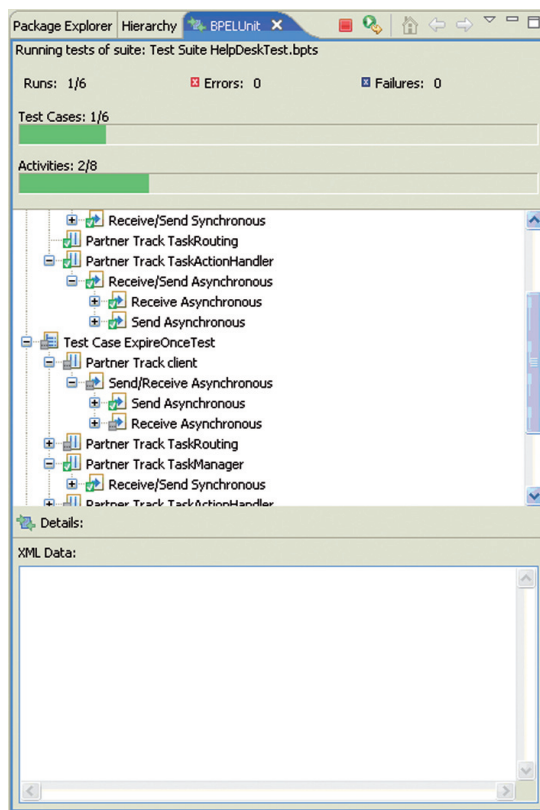 Package Explorer Hierarchy BPELUnit
Running tests of suite: Test Suite HelpDeskTest.bpts
Runs: 1/6 Errors: 0 Failures: 0
Test Cases: 1/6
Activities: 2/8
Receive/Send Synchronous
Partner Track TaskRouting
Partner Track TaskActionHandler
Receive/Send Asynchronous
Receive Asynchronous
Send Asynchronous
Test Case ExpireOnceTest
Partner Track client
Send/Receive Asynchronous
Send Asynchronous
Receive Asynchronous
Partner Track TaskRouting
Partner Track TaskManager
Receive/Send Synchronous
Partner Track TaskActionHandler
Details:
XML Data: